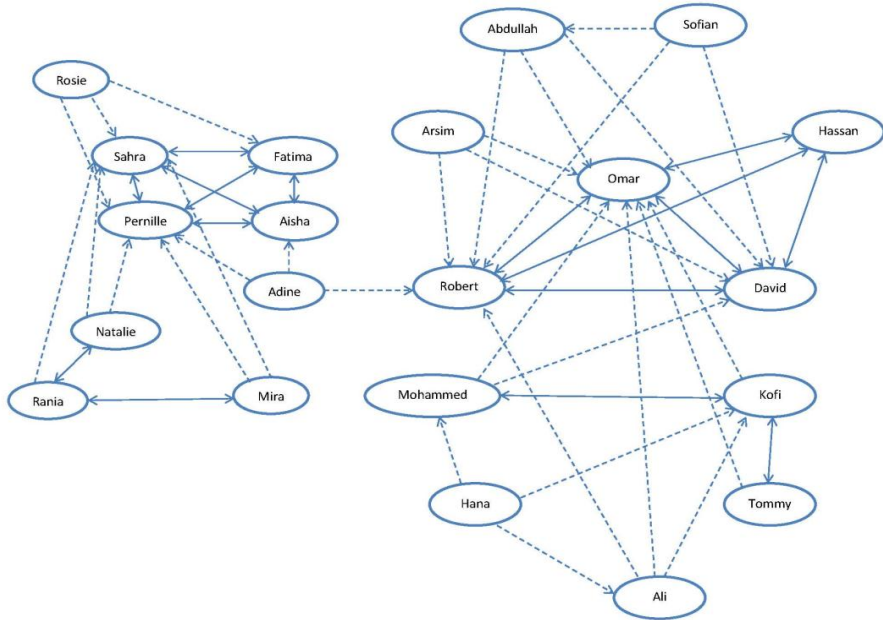 Abdullah
Sofian
Rosie
Arsim
Hassan
Sahra
Fatima
Omar
Pernille
Aisha
Adine
Robert
David
Natalie
Rania
Mira
Mohammed
Kofi
Hana
Tommy
Ali